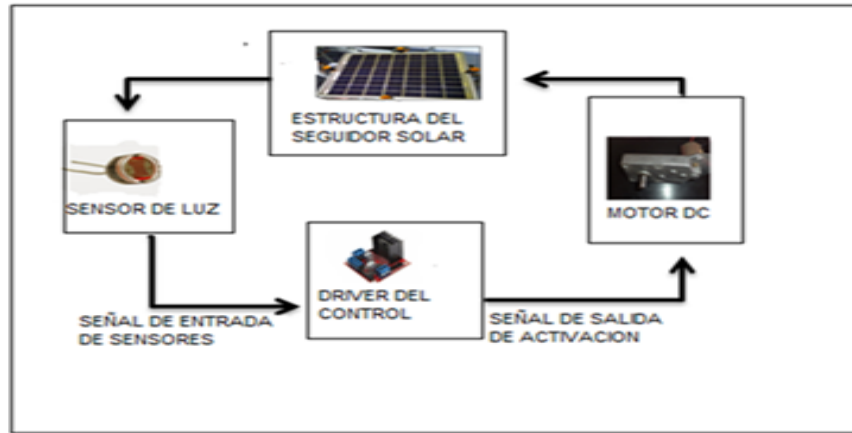 ESTRUCTURA DEL
SEGUIDOR SOLAR
SENSOR DE LUZ
MOTOR DC
DRIVER DEL
CONTROL
SEÑAL DE ENTRADA
DE SENSORES
SEÑAL DE SALIDA
DE ACTIVACION